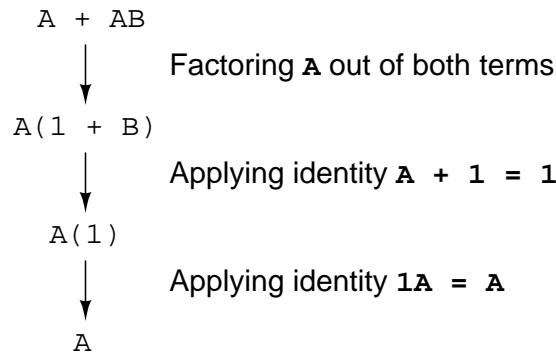 A + AB
Factoring A out of both terms
A(1 + B)
Applying identity A + 1 = 1
A(1)
Applying identity 1A = A
A